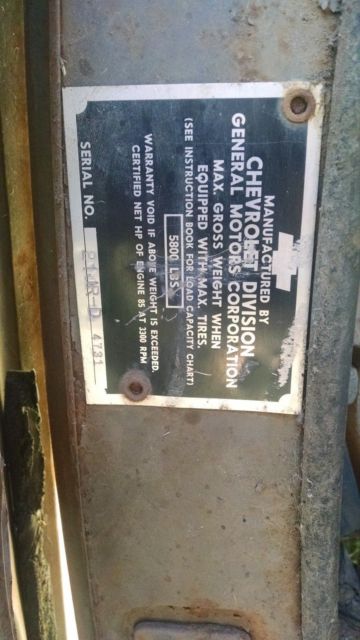 MANUFACTURED BY
CHEVROLET DIVISION
GENERAL MOTORS CORPORATION
MAX. GROSS WEIGHT WHEN
EQUIPPED WITH MAX. TIRES.
(SEE INSTRUCTION BOOK FOR LOAD CAPACITY CHART)
5800 LBS
WARRANTY VOID IF ABOVE WEIGHT IS EXCEEDED.
CERTIFIED NET HP OF ENGINE 85 AT 3300 RPM
SERIAL NO. 4731